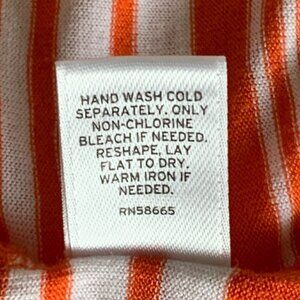 HAND WASH COLD
SEPARATELY. ONLY
NON-CHLORINE
BLEACH IF NEEDED.
RESHAPE, LAY
FLAT TO DRY.
WARM IRON IF
NEEDED.
RN58665